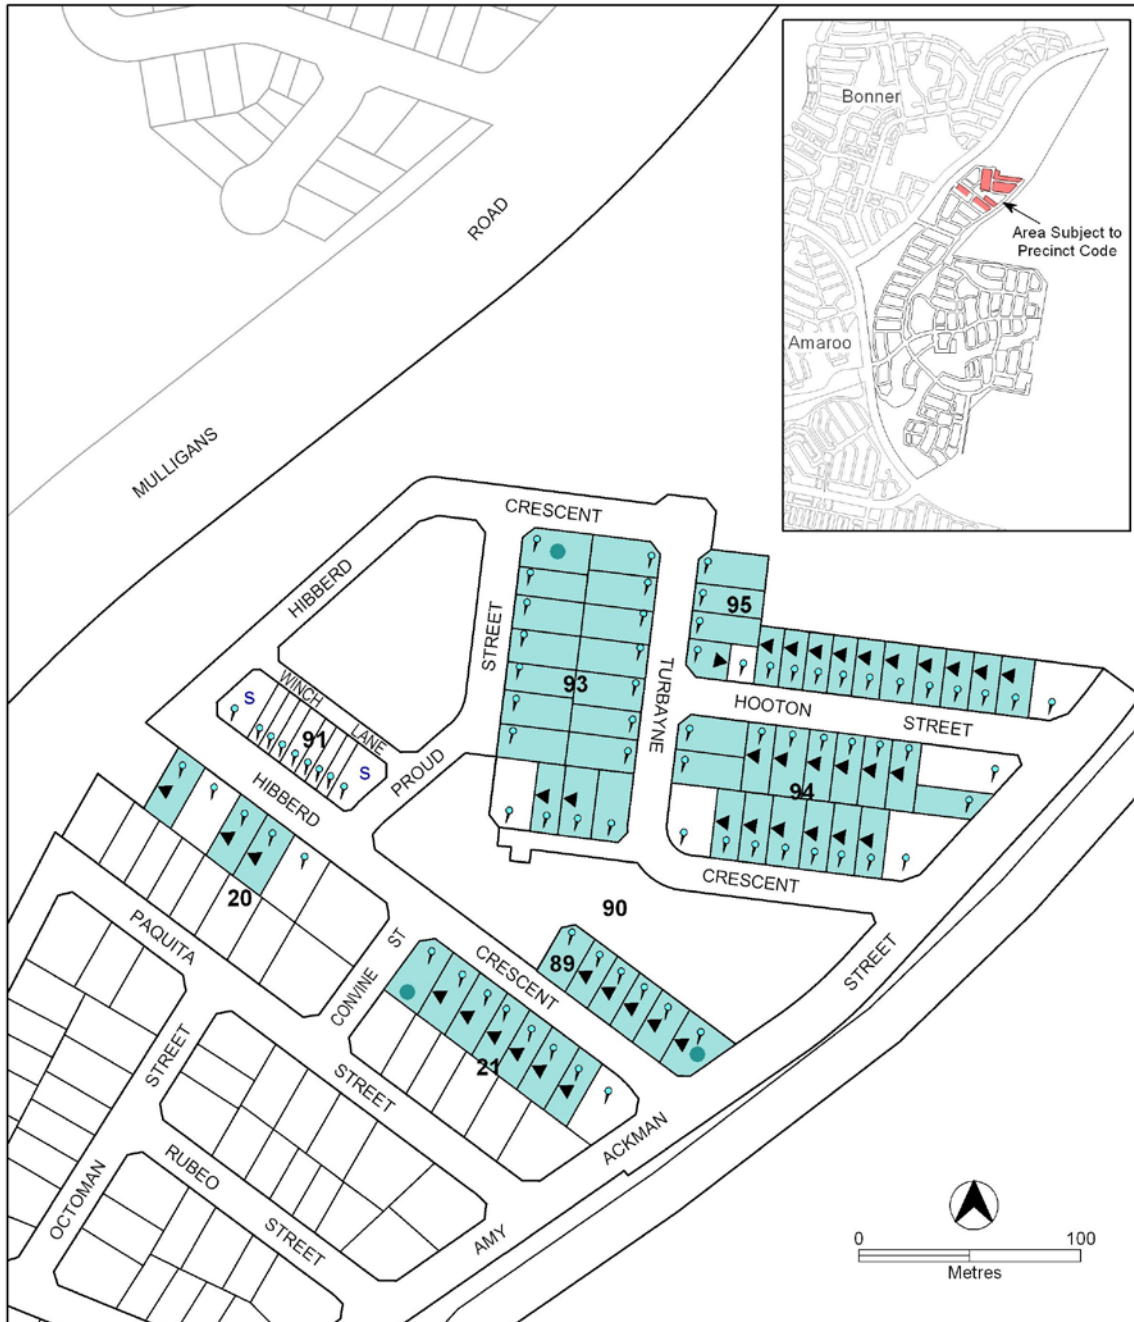 Bonner
Area Subject to
Precinct Code
Amaroo
ROAD
MULLIGANS
CRESCENT
HIBBERD
STREET
95
93
TURBAYNE
HOOTON
STREET
WINCH
LANE
S
91
S
PROUD
HIBBERD
94
CRESCENT
20
90
PAQUITA
CONVINE
ST
CRESCENT
89
STREET
21
STREET
STREET
ACKMAN
RUBEO
STREET
OCTOMAN
AMY
0
100
Metres